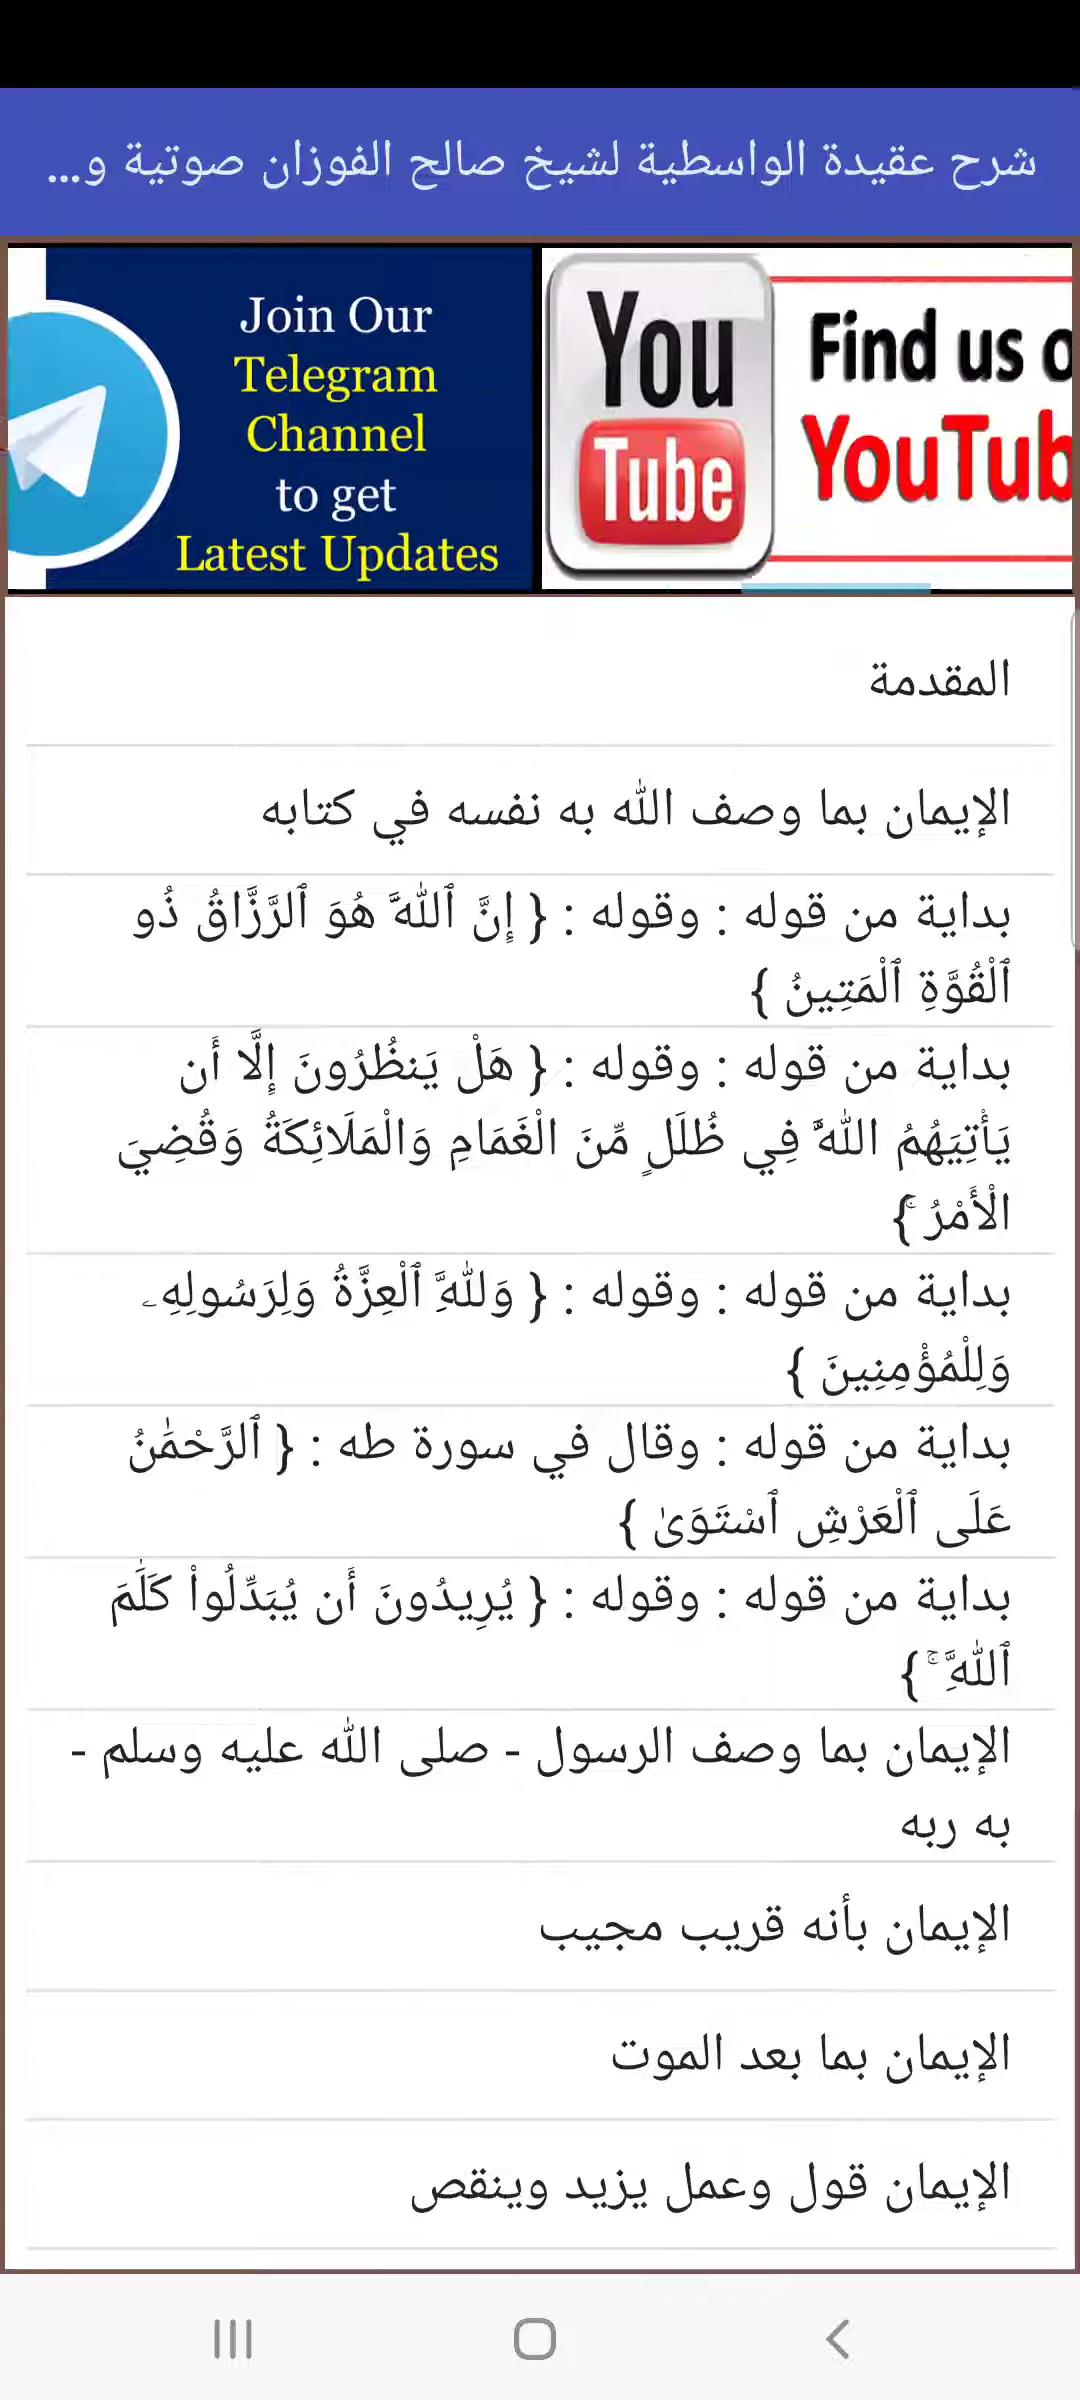 شرح عقيدة الواسطية لشيخ صالح الفوزان صوتية و...
Join Our
Telegram
Channel
to get
Latest Updates
You
Tube
Find us o
YouTub
المقدمة
الإيمان بما وصف الله به نفسه في كتابه
بداية من قوله : وقوله : { إِنَّ ٱللَّهَ هُوَ ٱلرَّزَّاقُ ذُو
ٱلْقُوَّةِ ٱلْمَتِينُ }
بداية من قوله : وقوله : { هَلْ يَنظُرُونَ إِلَّا أَن
يَأْتِيَهُمُ اللَّهُ فِي ظُلَلٍ مِّنَ الْغَمَامِ وَالْمَلَائِكَةُ وَقُضِيَ
الْأَمْرُ ۚ}
بداية من قوله : وقوله : { وَلِلَّهِ ٱلْعِزَّةُ وَلِرَسُولِهِۦ
وَلِلْمُؤْمِنِينَ }
بداية من قوله : وقال في سورة طه : { ٱلرَّحْمَٰنُ
عَلَى ٱلْعَرْشِ ٱسْتَوَىٰ }
بداية من قوله : وقوله : { يُرِيدُونَ أَن يُبَدِّلُوا۟ كَلَٰمَ
ٱللَّهِ ۚ }
الإيمان بما وصف الرسول - صلى الله عليه وسلم -
به ربه
الإيمان بأنه قريب مجيب
الإيمان بما بعد الموت
الإيمان قول وعمل يزيد وينقص